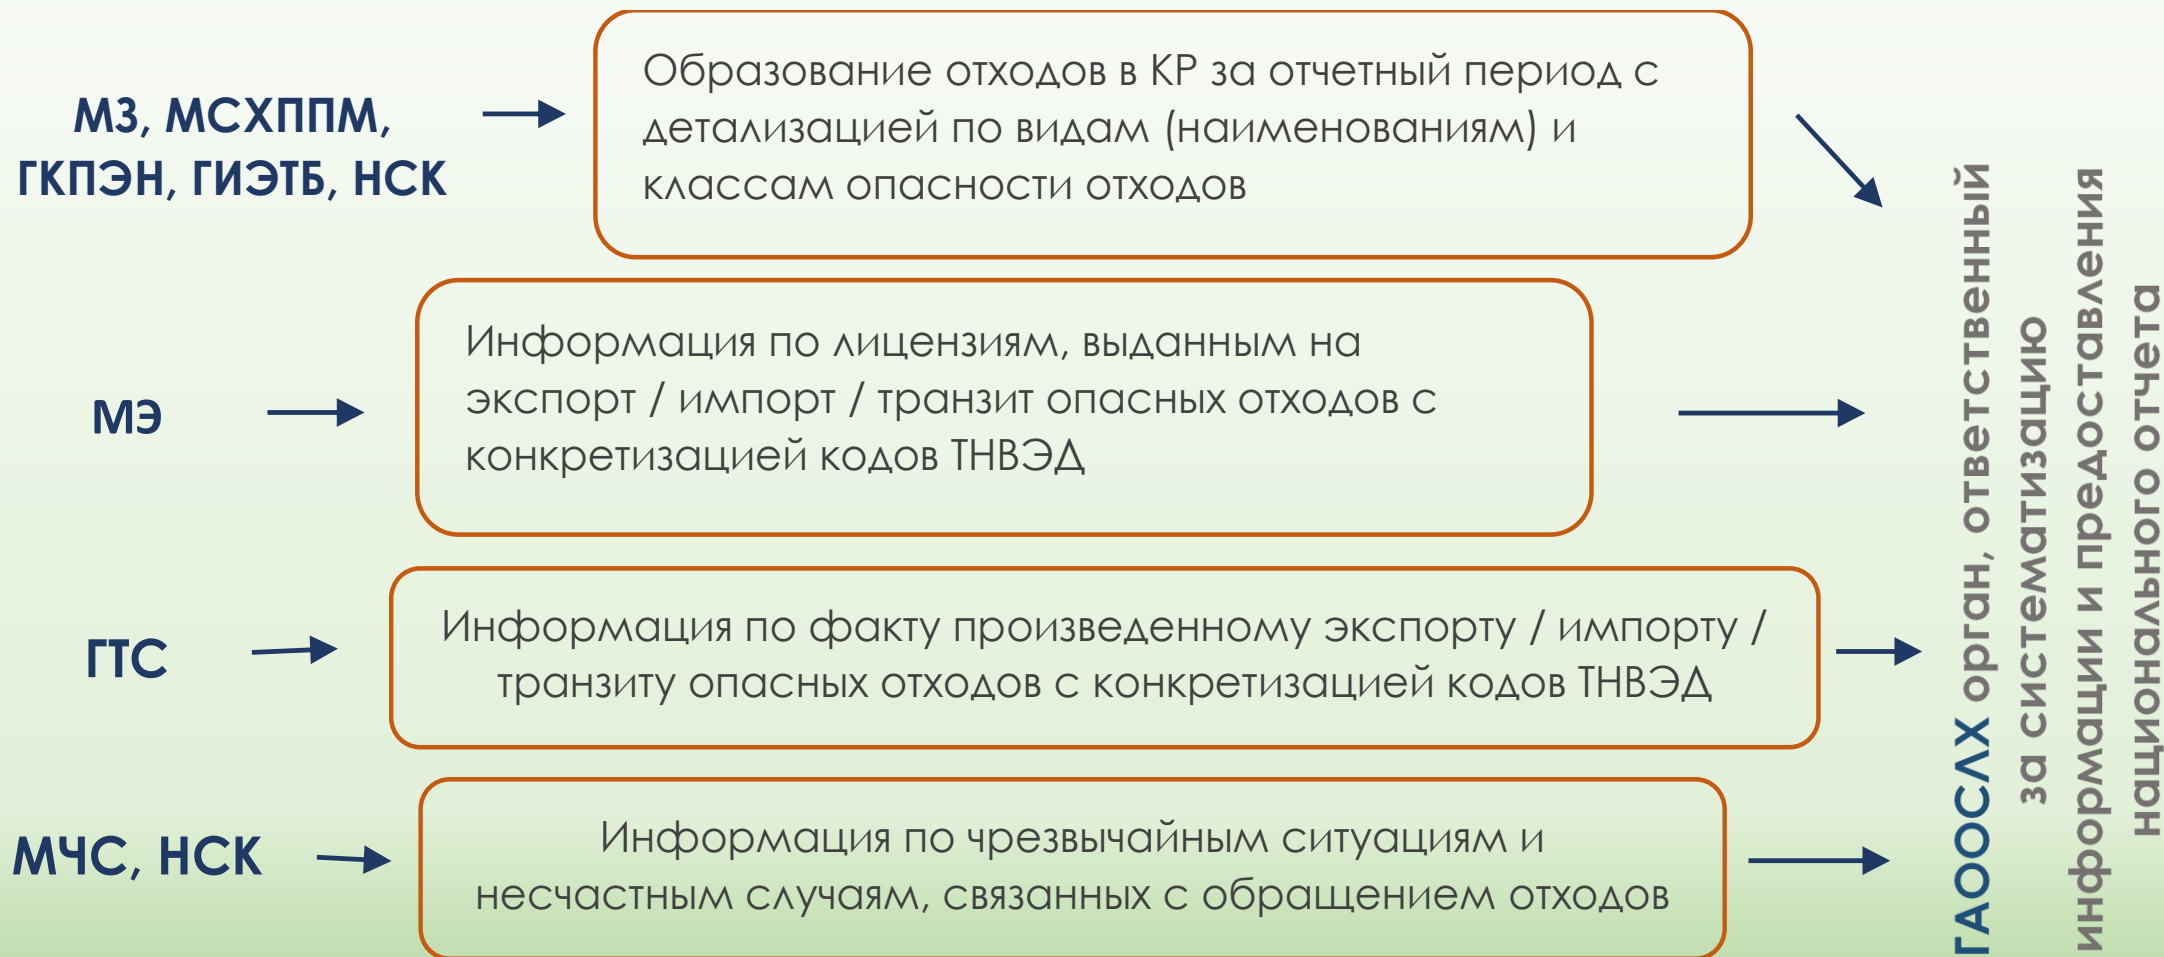 МЗ, МСХППМ,
ГКПЭН, ГИЭТБ, НСК
Образование отходов в КР за отчетный период с
детализацией по видам (наименованиям) и
классам опасности отходов
МЭ
Информация по лицензиям, выданным на
экспорт / импорт / транзит опасных отходов с
конкретизацией кодов ТНВЭД
ГТС
Информация по факту произведенному экспорту / импорту /
транзиту опасных отходов с конкретизацией кодов ТНВЭД
МЧС, НСК
Информация по чрезвычайным ситуациям и
несчастным случаям, связанных с обращением отходов
ГАООСЛХ орган, ответственный
за систематизацию
информации и предоставления
национального отчета